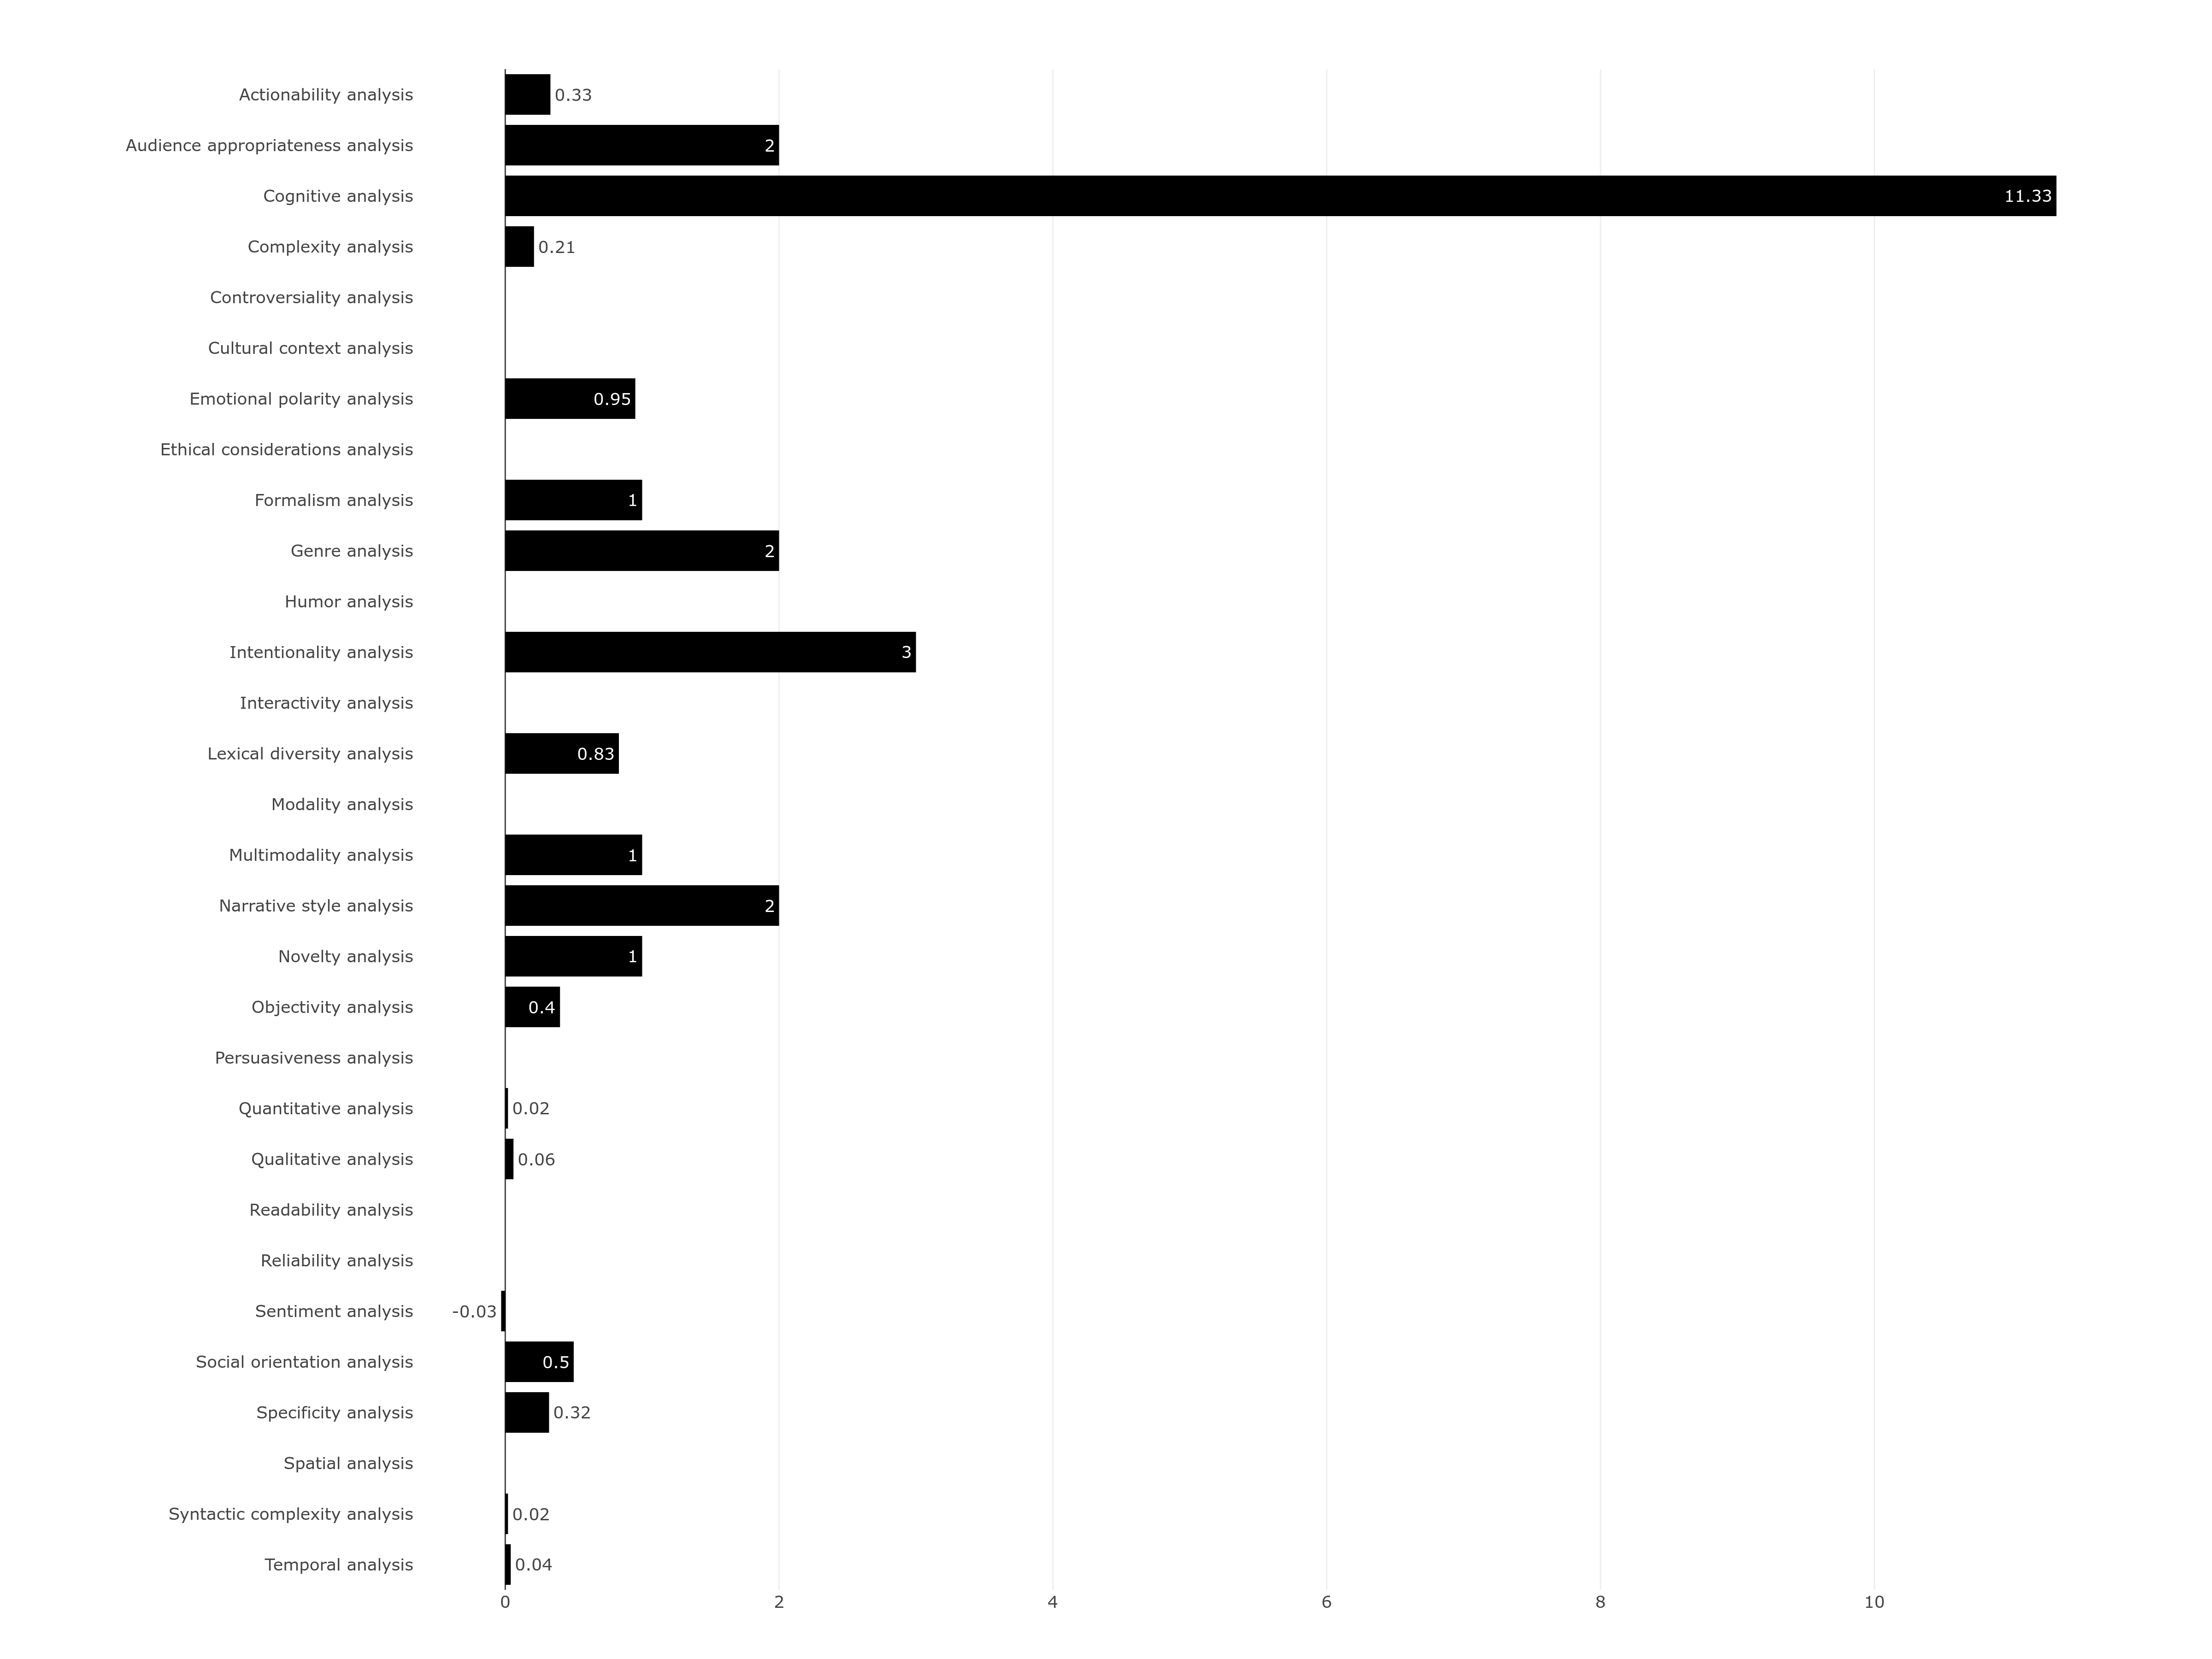 Actionability analysis 0.33
Audience appropriateness analysis 2
Cognitive analysis 11.33
Complexity analysis 0.21
Controversiality analysis
Cultural context analysis
Emotional polarity analysis 0.95
Ethical considerations analysis
Formalism analysis 1
Genre analysis 2
Humor analysis
Intentionality analysis 3
Interactivity analysis
Lexical diversity analysis 0.83
Modality analysis
Multimodality analysis 1
Narrative style analysis 2
Novelty analysis 1
Objectivity analysis 0.4
Persuasiveness analysis
Quantitative analysis 0.02
Qualitative analysis 0.06
Readability analysis
Reliability analysis
Sentiment analysis -0.03
Social orientation analysis 0.5
Specificity analysis 0.32
Spatial analysis
Syntactic complexity analysis 0.02
Temporal analysis 0.04
0 2 4 6 8 10